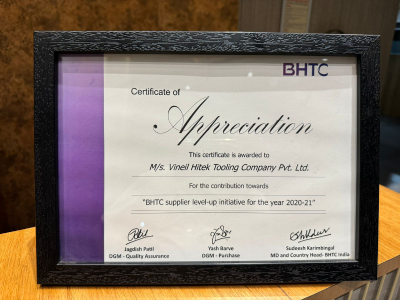 BHTC
Certificate of
Appreciation
This certificate is awarded to
M/s. Vineil Hitek Tooling Company Pvt. Ltd.
For the contribution towards
"BHTC supplier level-up initiative for the year 2020-21"
Jagdish Patil
Yash Barve
Sudeesh Karimbingal
DGM - Quality Assurance
DGM - Purchase
MD and Country Head- BHTC India